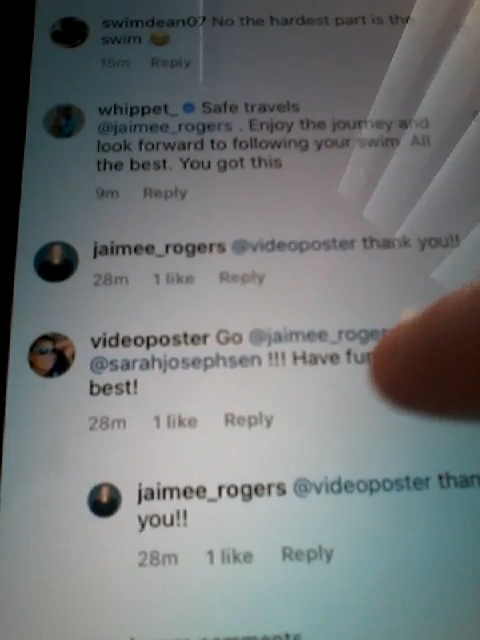 swimdean07 No the hardest part is the
swim 😂
15m Reply
whippet_ Safe travels
@jaimee_rogers . Enjoy the journey and
look forward to following your swim. All
the best. You got this
9m Reply
jaimee_rogers @videoposter thank you!!
28m 1 like Reply
videoposter Go @jaimee_roger
@sarahjosephsen !!! Have fun
best!
28m 1 like Reply
jaimee_rogers @videoposter than
you!!
28m 1 like Reply
comments